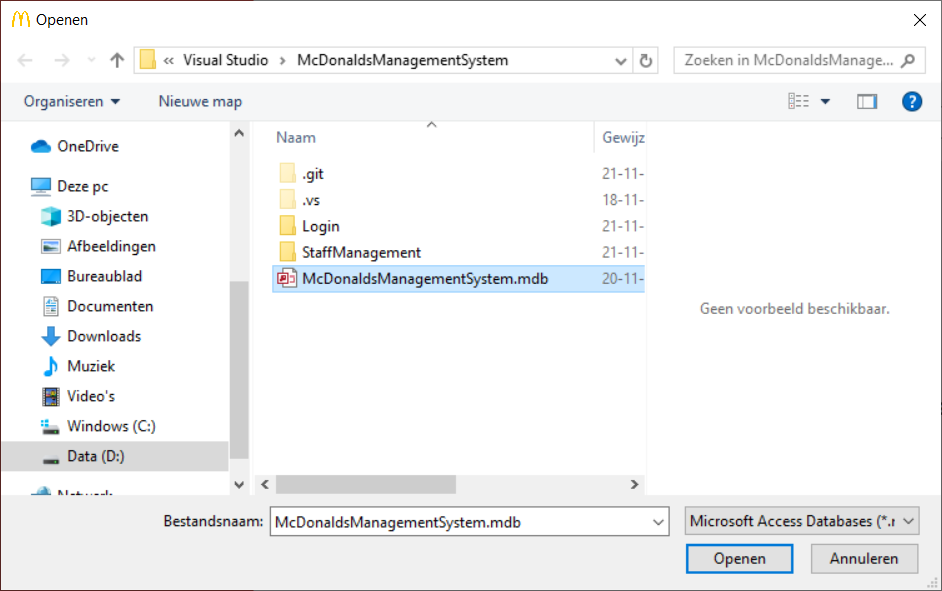 Openen
« Visual Studio › McDonaldsManagementSystem
Zoeken in McDonaldsManage...
Organiseren
Nieuwe map
?
OneDrive
Deze pc
3D-objecten
Afbeeldingen
Bureaublad
Documenten
Downloads
Muziek
Video's
Windows (C:)
Data (D:)
Netwerk
Naam
Gewijz
.git 21-11-
.vs 18-11-
Login 21-11-
StaffManagement 21-11-
McDonaldsManagementSystem.mdb 20-11-
Geen voorbeeld beschikbaar.
Bestandsnaam: McDonaldsManagementSystem.mdb
Microsoft Access Databases (*.r
Openen
Annuleren